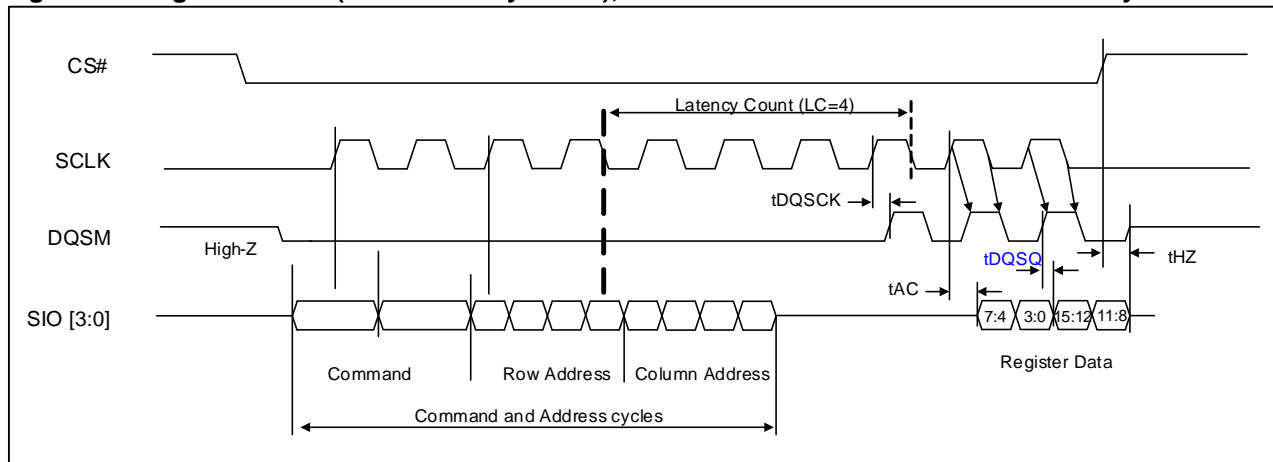 CS#
Latency Count (LC=4)
SCLK
tDQSCK
DQSM
High-Z
tDQSQ
tHZ
tAC
SIO [3:0]
7:4 3:0 15:12 11:8
Command Row Address Column Address
Register Data
Command and Address cycles